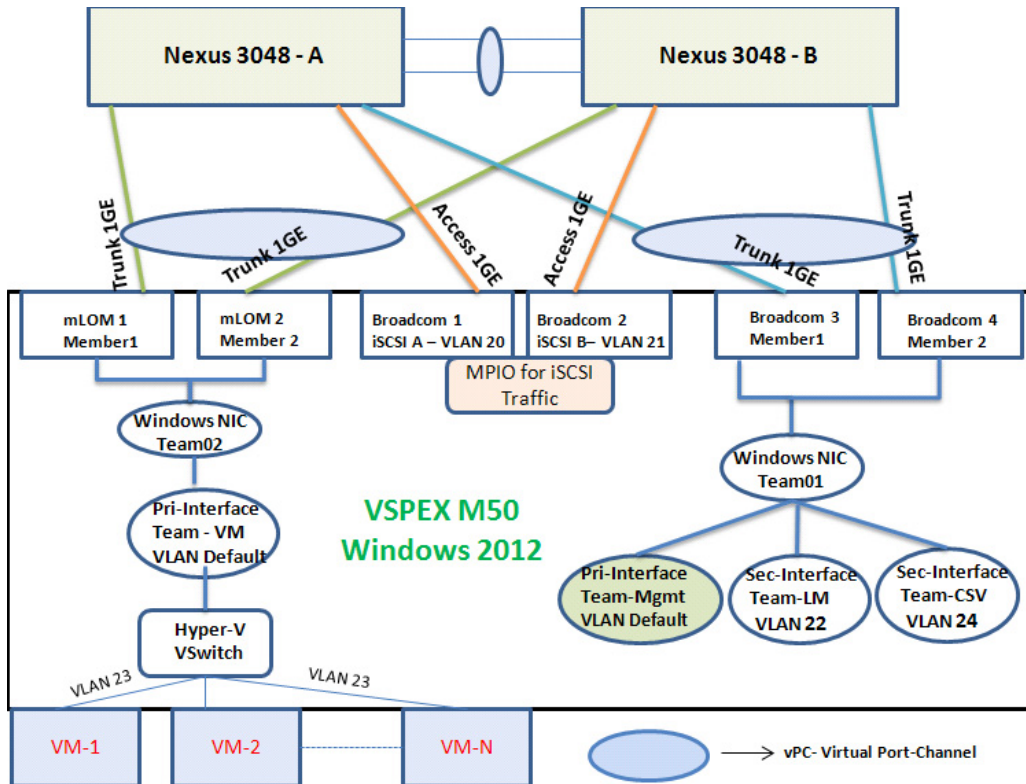 Nexus 3048 - A
Nexus 3048 - B
Trunk 1GE
Trunk 1GE
Access 1GE
Access 1GE
Trunk 1GE
Trunk 1GE
mLOM 1
Member1
mLOM 2
Member 2
Broadcom 1
iSCSI A – VLAN 20
Broadcom 2
iSCSI B– VLAN 21
Broadcom 3
Member1
Broadcom 4
Member 2
MPIO for iSCSI
Traffic
Windows NIC
Team02
Windows NIC
Team01
Pri-Interface
Team - VM
VLAN Default
VSPEX M50
Windows 2012
Pri-Interface
Team-Mgmt
VLAN Default
Sec-Interface
Team-LM
VLAN 22
Sec-Interface
Team-CSV
VLAN 24
Hyper-V
VSwitch
VLAN 23
VLAN 23
VM-1
VM-2
VM-N
vPC- Virtual Port-Channel